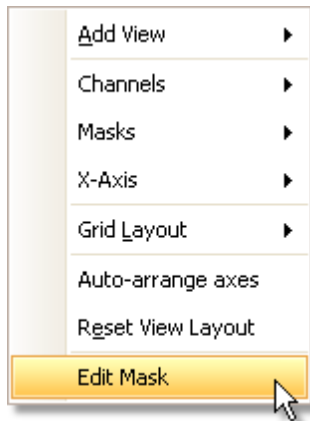 Add View
Channels
Masks
X-Axis
Grid Layout
Auto-arrange axes
Reset View Layout
Edit Mask